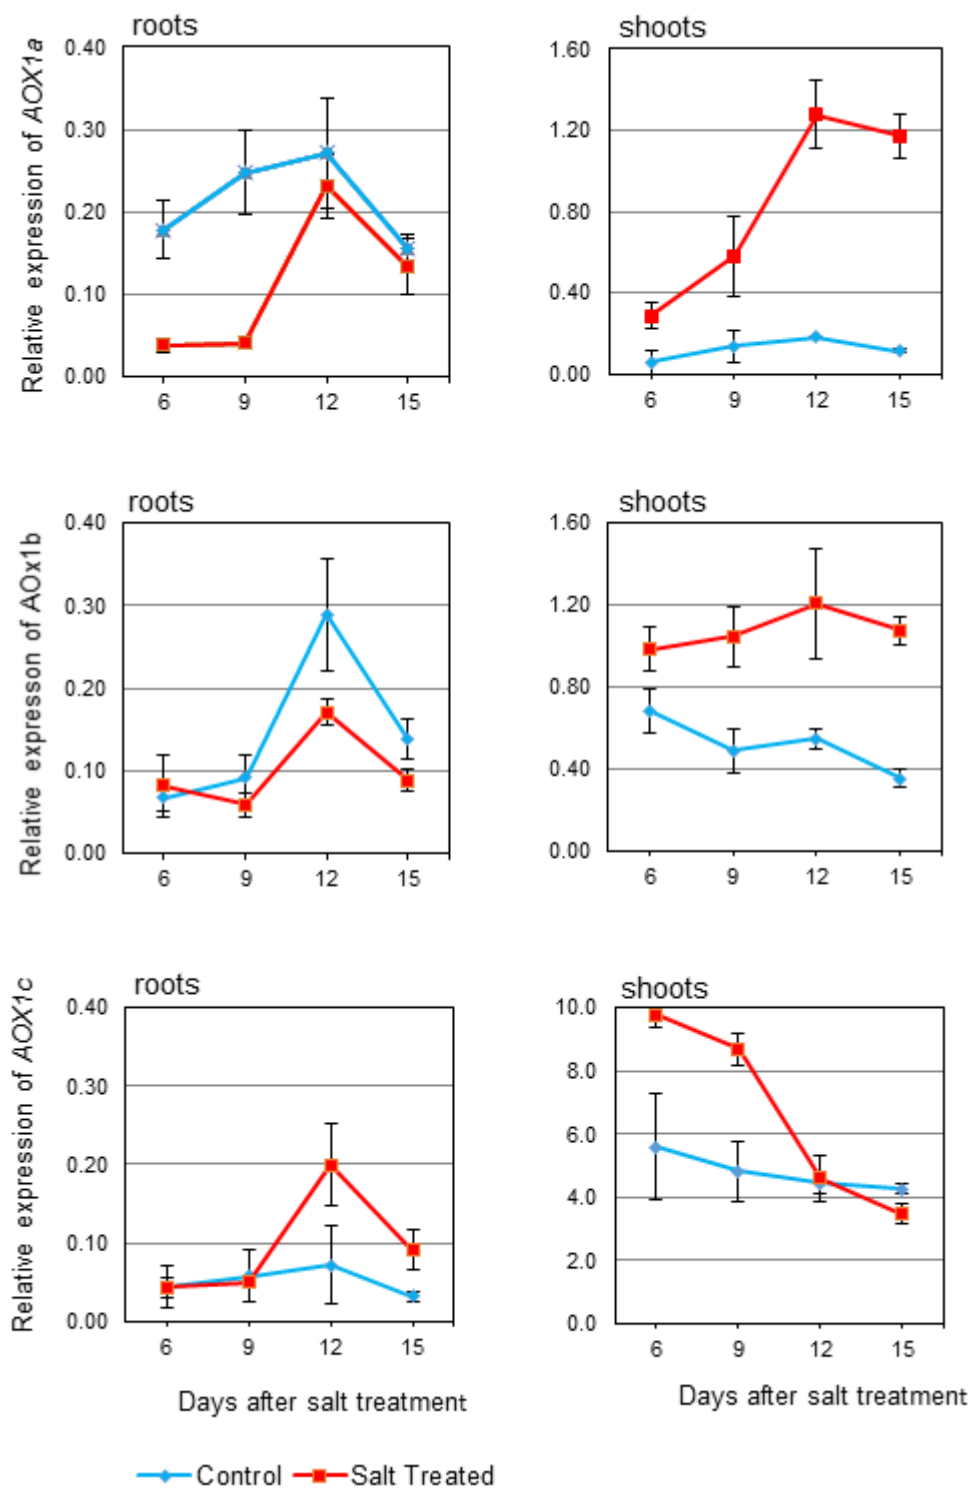 roots
Relative expression of AOX1a
0.40
0.30
0.20
0.10
0.00
6 9 12 15
shoots
1.60
1.20
0.80
0.40
0.00
6 9 12 15
roots
Relative expresson of AOx1b
0.40
0.30
0.20
0.10
0.00
6 9 12 15
shoots
1.60
1.20
0.80
0.40
0.00
6 9 12 15
roots
Relative expression of AOX1c
0.40
0.30
0.20
0.10
0.00
6 9 12 15
Days after salt treatment
shoots
10.0
8.0
6.0
4.0
2.0
0.0
6 9 12 15
Days after salt treatment
Control Salt Treated